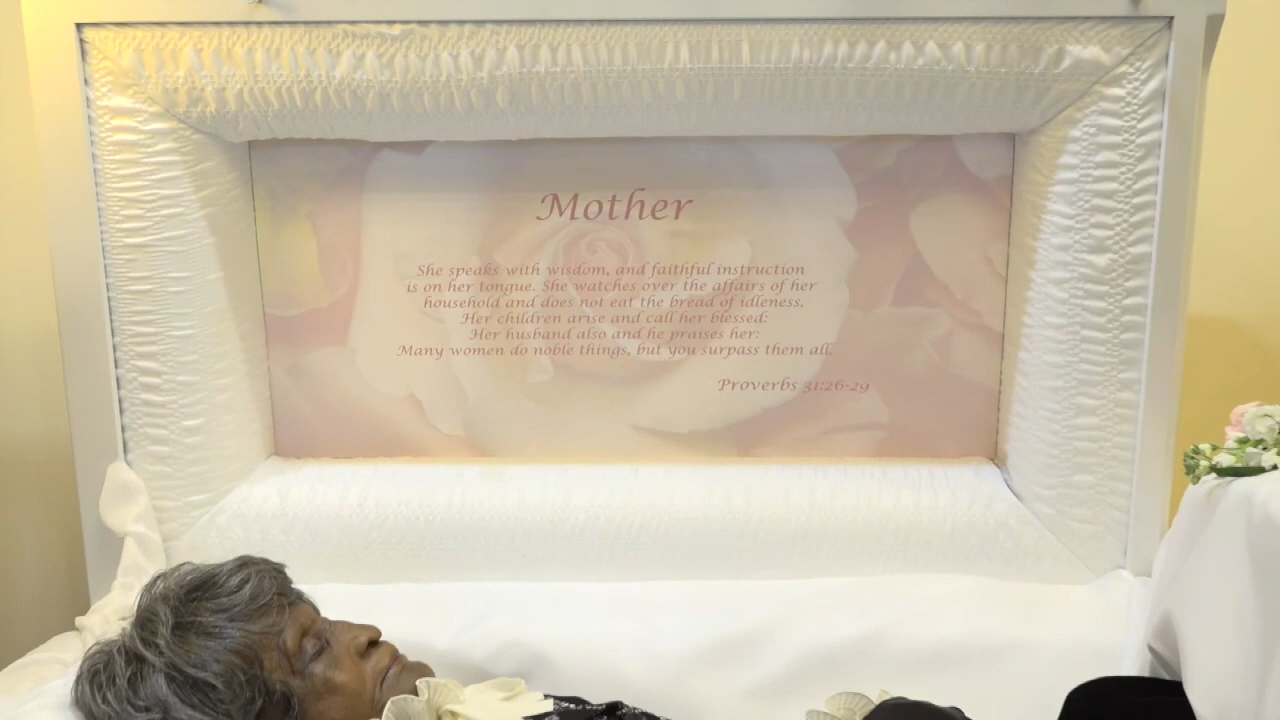 Mother
She speaks with wisdom, and faithful instruction
is on her tongue. She watches over the affairs of her
household and does not eat the bread of idleness.
Her children arise and call her blessed:
Her husband also and he praises her:
Many women do noble things, but you surpass them all.
Proverbs 31:26-29